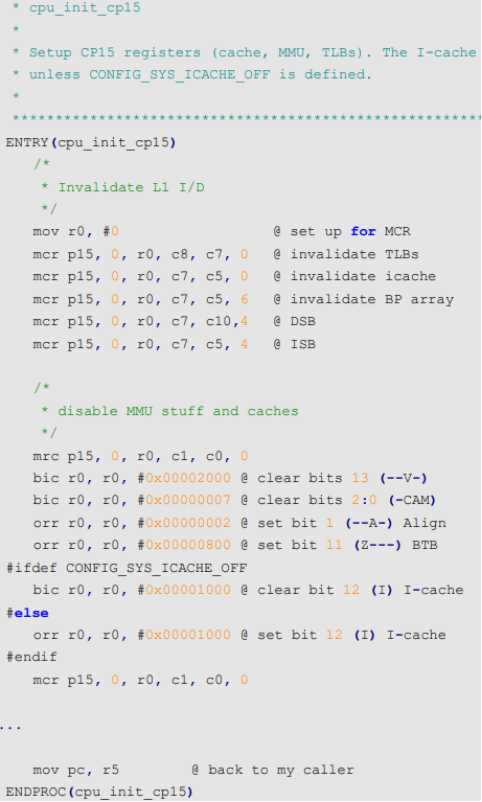 * cpu_init_cp15
*
* Setup CP15 registers (cache, MMU, TLBs). The I-cache
* unless CONFIG_SYS_ICACHE_OFF is defined.
*
*******************************************************
ENTRY(cpu_init_cp15)
/*
* Invalidate L1 I/D
*/
mov r0, #0 @ set up for MCR
mcr p15, 0, r0, c8, c7, 0 @ invalidate TLBs
mcr p15, 0, r0, c7, c5, 0 @ invalidate icache
mcr p15, 0, r0, c7, c5, 6 @ invalidate BP array
mcr p15, 0, r0, c7, c10,4 @ DSB
mcr p15, 0, r0, c7, c5, 4 @ ISB
/*
* disable MMU stuff and caches
*/
mrc p15, 0, r0, c1, c0, 0
bic r0, r0, #0x00002000 @ clear bits 13 (--V-)
bic r0, r0, #0x00000007 @ clear bits 2:0 (-CAM)
orr r0, r0, #0x00000002 @ set bit 1 (--A-) Align
orr r0, r0, #0x00000800 @ set bit 11 (Z---) BTB
#ifdef CONFIG_SYS_ICACHE_OFF
bic r0, r0, #0x00001000 @ clear bit 12 (I) I-cache
#else
orr r0, r0, #0x00001000 @ set bit 12 (I) I-cache
#endif
mcr p15, 0, r0, c1, c0, 0
...
mov pc, r5 @ back to my caller
ENDPROC(cpu_init_cp15)